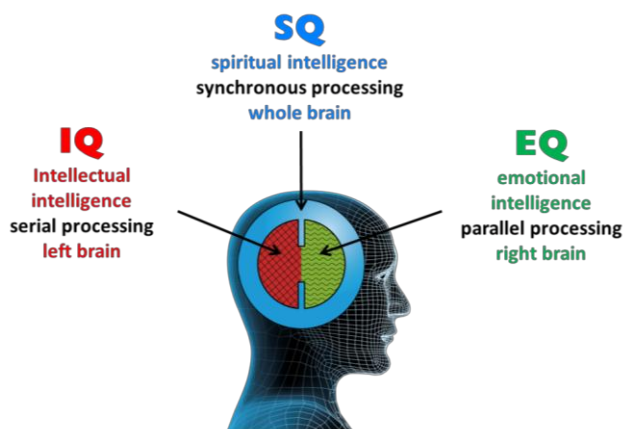 SQ
spiritual intelligence
synchronous processing
whole brain
IQ
Intellectual
intelligence
serial processing
left brain
EQ
emotional
intelligence
parallel processing
right brain